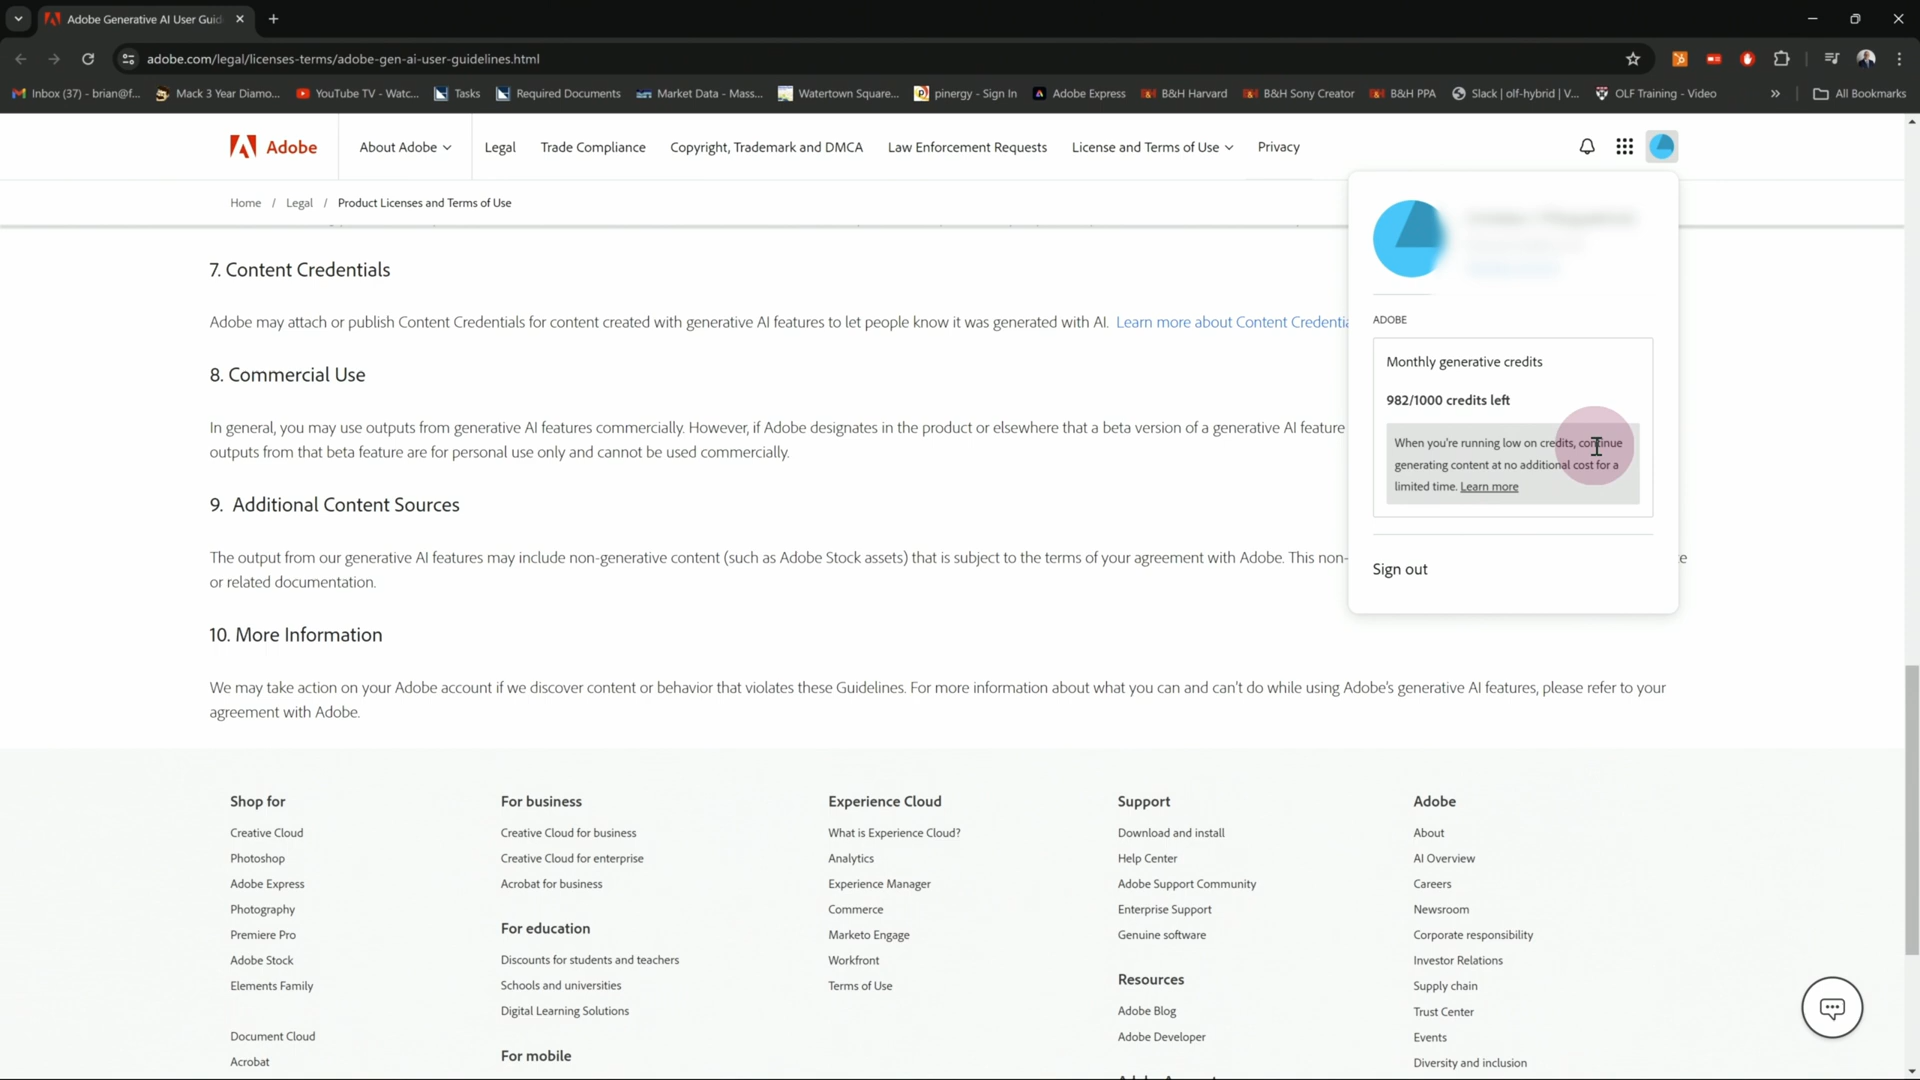 Adobe Generative AI User Guid
adobe.com/legal/licenses-terms/adobe-gen-ai-user-guidelines.html
Inbox (37) - brian@f...
Mack 3 Year Diamo...
YouTube TV - Watc...
Tasks
Required Documents
Market Data - Mass...
Watertown Square...
pinergy - Sign In
Adobe Express
B&H Harvard
B&H Sony Creator
B&H PPA
Slack | olf-hybrid | V...
OLF Training - Video
All Bookmarks
Adobe
About Adobe
Legal
Trade Compliance
Copyright, Trademark and DMCA
Law Enforcement Requests
License and Terms of Use
Privacy
Home / Legal / Product Licenses and Terms of Use
7. Content Credentials
Adobe may attach or publish Content Credentials for content created with generative AI features to let people know it was generated with AI. Learn more about Content Credentia
8. Commercial Use
In general, you may use outputs from generative AI features commercially. However, if Adobe designates in the product or elsewhere that a beta version of a generative AI feature
outputs from that beta feature are for personal use only and cannot be used commercially.
9. Additional Content Sources
The output from our generative AI features may include non-generative content (such as Adobe Stock assets) that is subject to the terms of your agreement with Adobe. This non-
or related documentation.
10. More Information
We may take action on your Adobe account if we discover content or behavior that violates these Guidelines. For more information about what you can and can't do while using Adobe's generative AI features, please refer to your
agreement with Adobe.
ADOBE
Monthly generative credits
982/1000 credits left
When you're running low on credits, continue
generating content at no additional cost for a
limited time. Learn more
Sign out
Shop for
Creative Cloud
Photoshop
Adobe Express
Photography
Premiere Pro
Adobe Stock
Elements Family
Document Cloud
Acrobat
For business
Creative Cloud for business
Creative Cloud for enterprise
Acrobat for business
For education
Discounts for students and teachers
Schools and universities
Digital Learning Solutions
For mobile
Experience Cloud
What is Experience Cloud?
Analytics
Experience Manager
Commerce
Marketo Engage
Workfront
Terms of Use
Support
Download and install
Help Center
Adobe Support Community
Enterprise Support
Genuine software
Resources
Adobe Blog
Adobe Developer
Adobe
About
AI Overview
Careers
Newsroom
Corporate responsibility
Investor Relations
Supply chain
Trust Center
Events
Diversity and inclusion